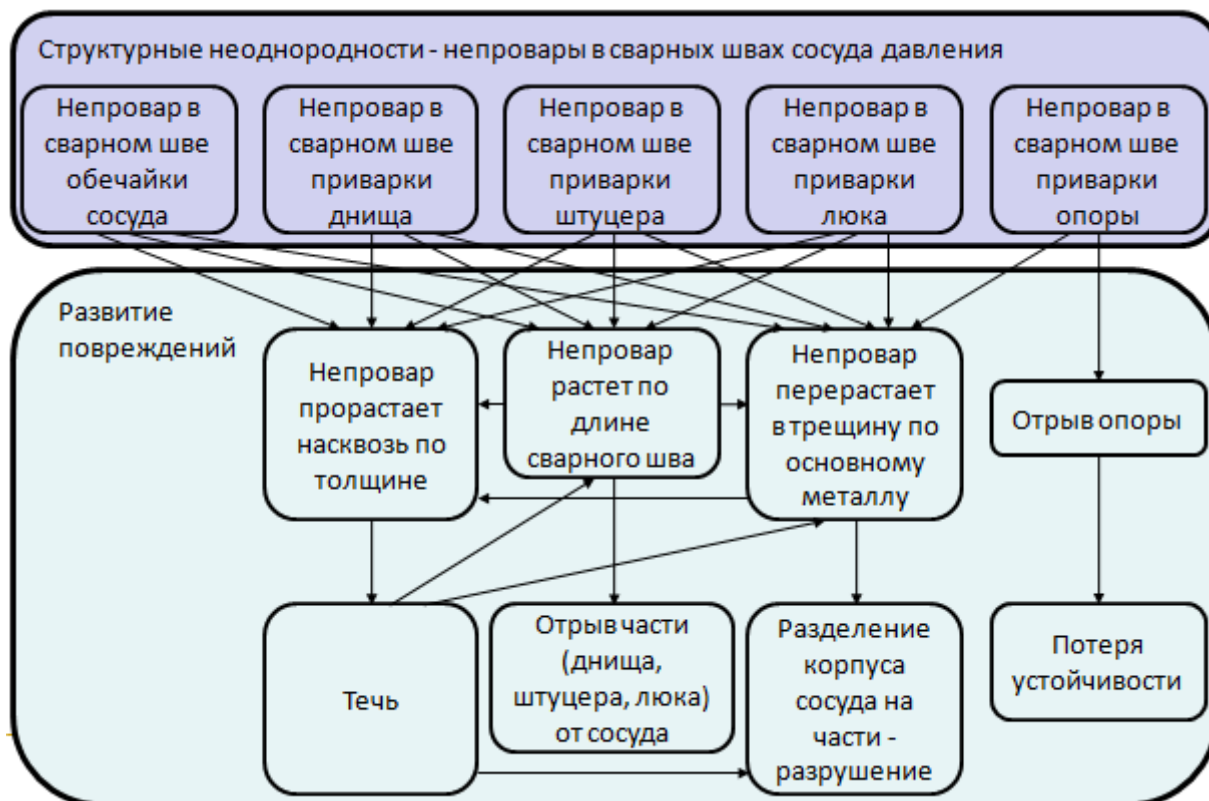 Структурные неоднородности - непровары в сварных швах сосуда давления
Непровар в
сварном шве
обечайки
сосуда
Непровар в
сварном шве
приварки
днища
Непровар в
сварном шве
приварки
штуцера
Непровар в
сварном шве
приварки
люка
Непровар в
сварном шве
приварки
опоры
Развитие
повреждений
Непровар
прорастает
насквозь по
толщине
Непровар
растет по
длине
сварного шва
Непровар
перерастает
в трещину по
основному
металлу
Отрыв опоры
Течь
Отрыв части
(днища,
штуцера, люка)
от сосуда
Разделение
корпуса
сосуда на
части -
разрушение
Потеря
устойчивости